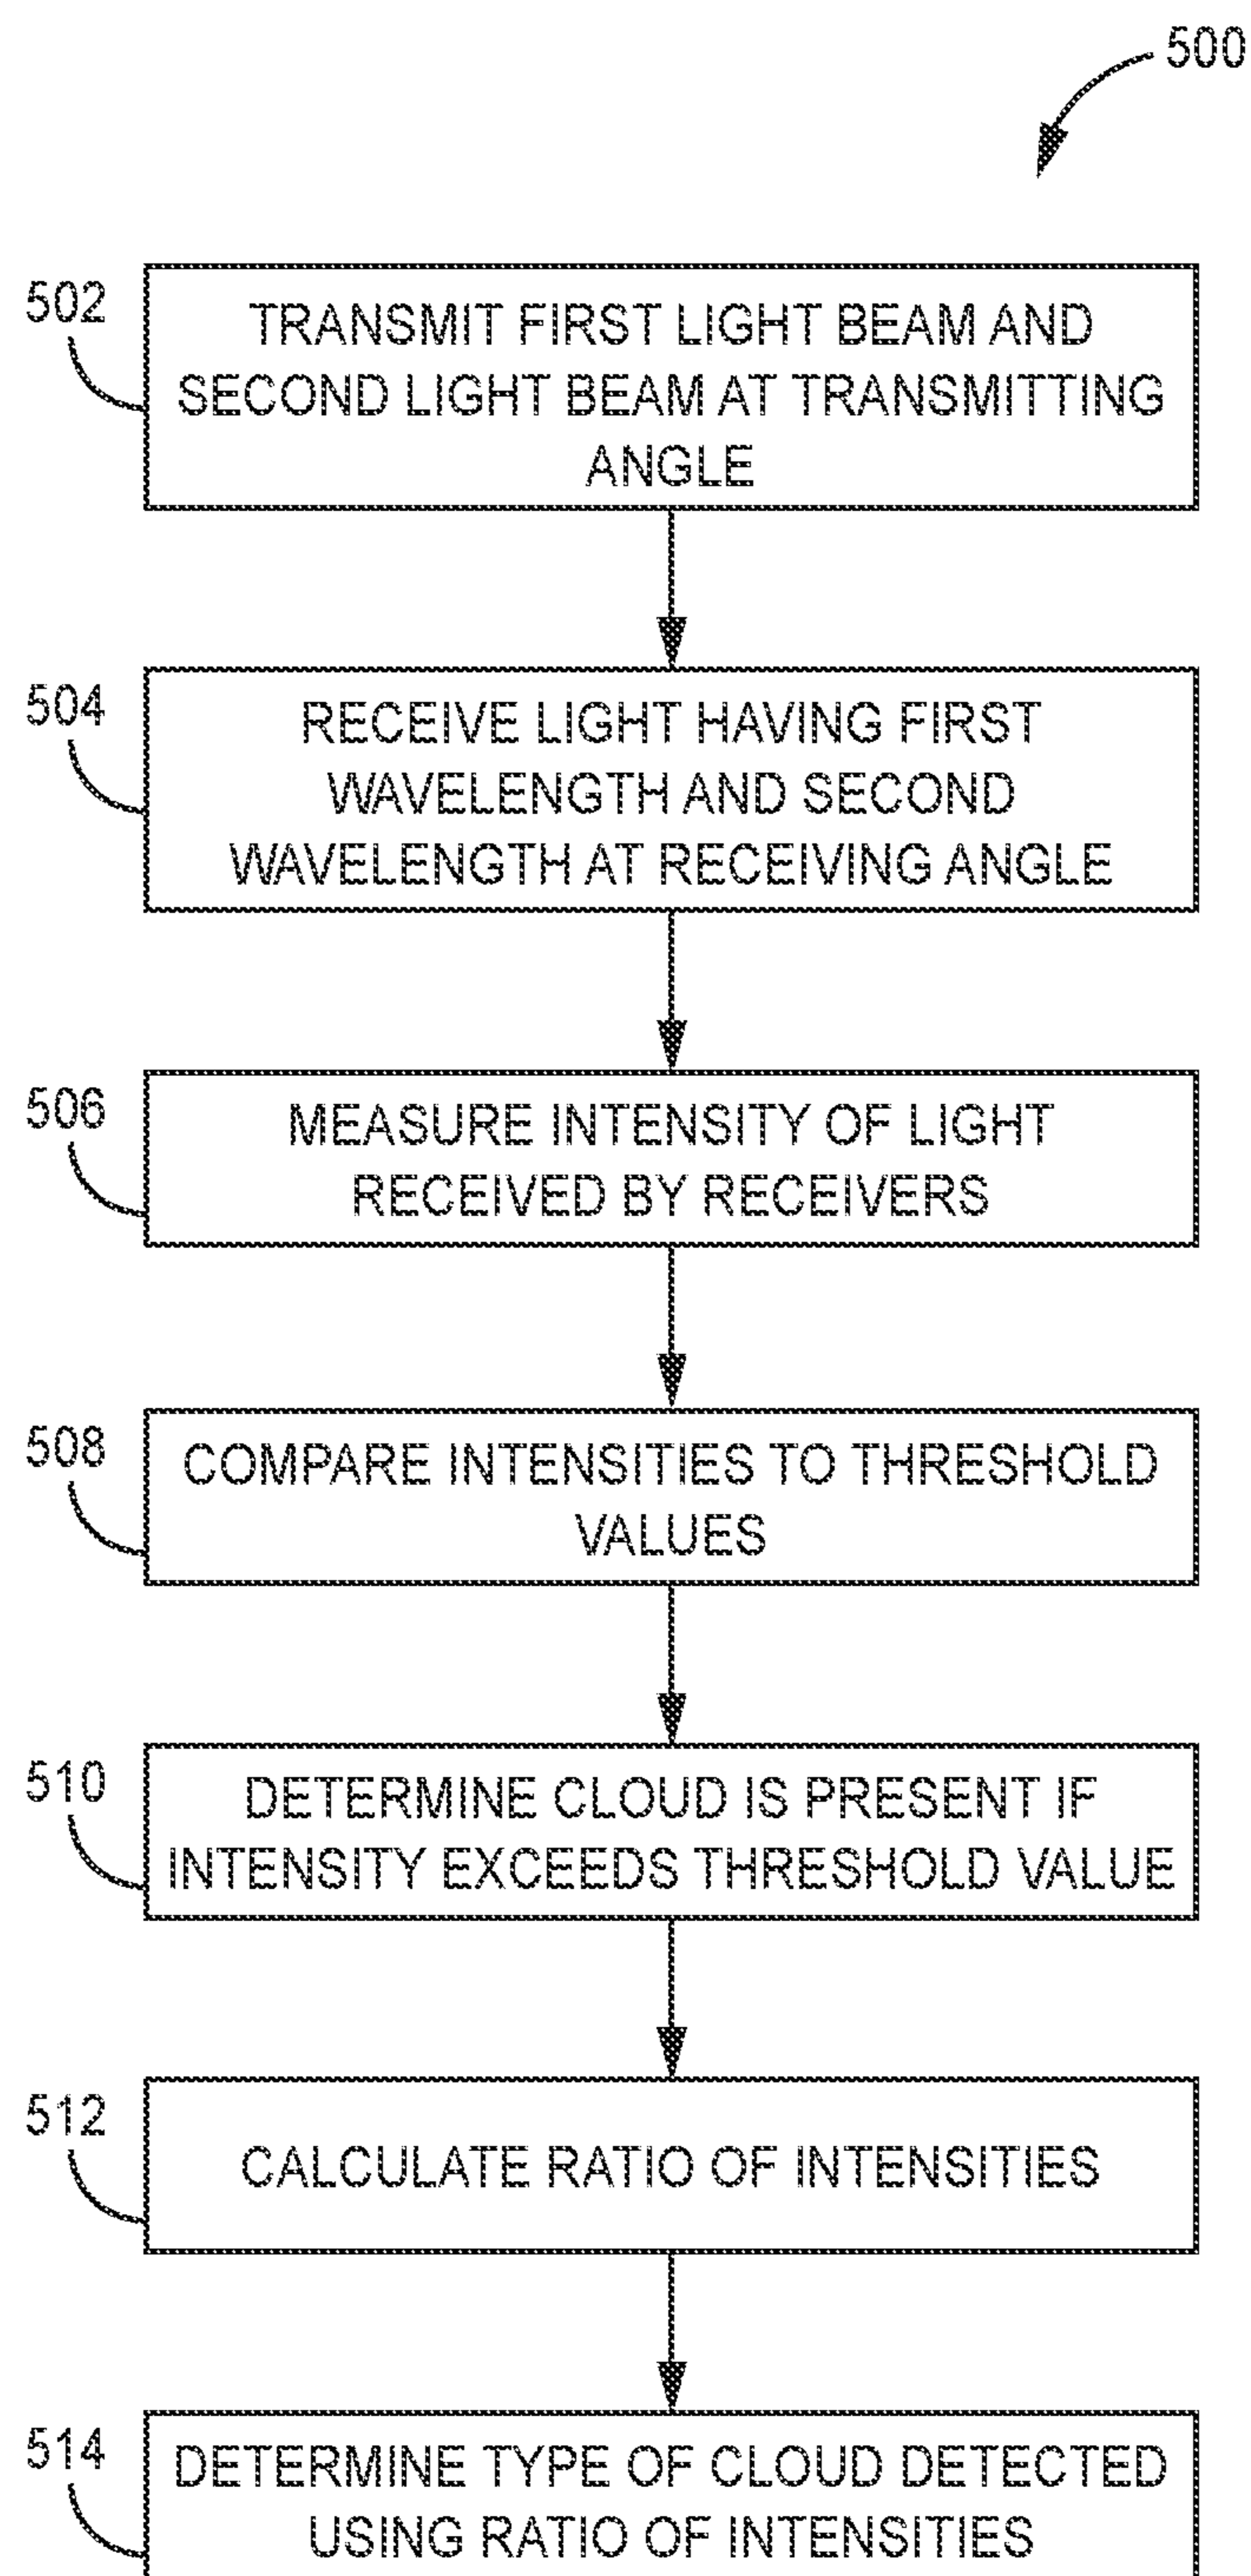 500
502
TRANSMIT FIRST LIGHT BEAM AND
SECOND LIGHT BEAM AT TRANSMITTING
ANGLE
504
RECEIVE LIGHT HAVING FIRST
WAVELENGTH AND SECOND
WAVELENGTH AT RECEIVING ANGLE
506
MEASURE INTENSITY OF LIGHT
RECEIVED BY RECEIVERS
508
COMPARE INTENSITIES TO THRESHOLD
VALUES
510
DETERMINE CLOUD IS PRESENT IF
INTENSITY EXCEEDS THRESHOLD VALUE
512
CALCULATE RATIO OF INTENSITIES
514
DETERMINE TYPE OF CLOUD DETECTED
USING RATIO OF INTENSITIES